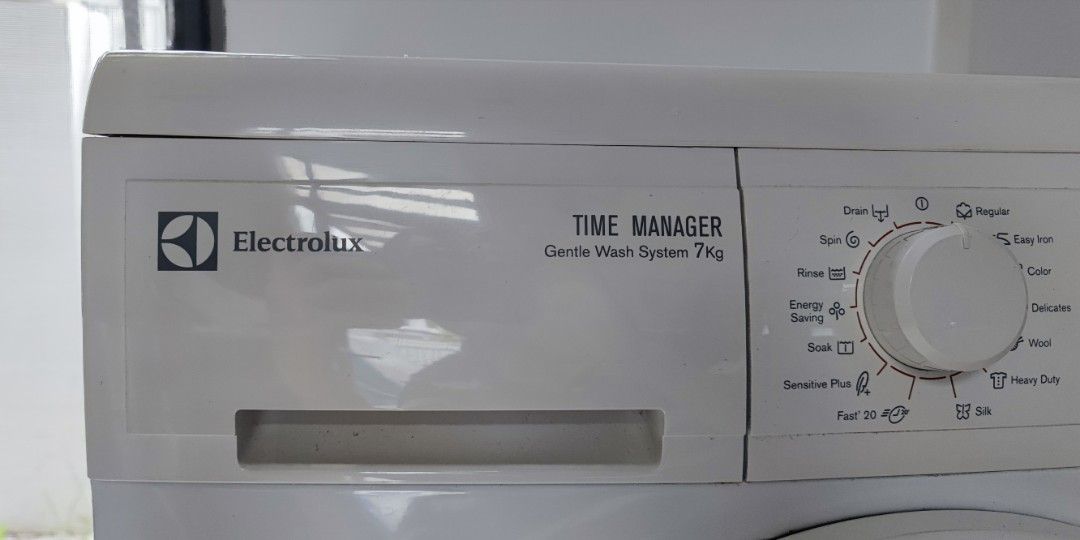 Electrolux
TIME MANAGER
Gentle Wash System 7Kg
Drain
Spin
Rinse
Energy
Saving
Soak
Sensitive Plus
Fast' 20
Regular
Easy Iron
Color
Delicates
Wool
Heavy Duty
Silk